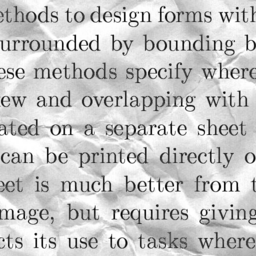 ethods to design forms with
urrounded by bounding b
ese methods specify where
ew and overlapping with
ated on a separate sheet
can be printed directly o
eet is much better from t
mage, but requires giving
cts its use to tasks where